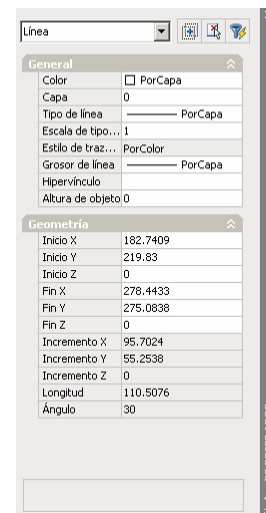 Línea
General
Color PorCapa
Capa 0
Tipo de línea PorCapa
Escala de tipo... 1
Estilo de traz... PorColor
Grosor de línea PorCapa
Hipervínculo
Altura de objeto 0
Geometría
Inicio X 182.7409
Inicio Y 219.83
Inicio Z 0
Fin X 278.4433
Fin Y 275.0838
Fin Z 0
Incremento X 95.7024
Incremento Y 55.2538
Incremento Z 0
Longitud 110.5076
Ángulo 30